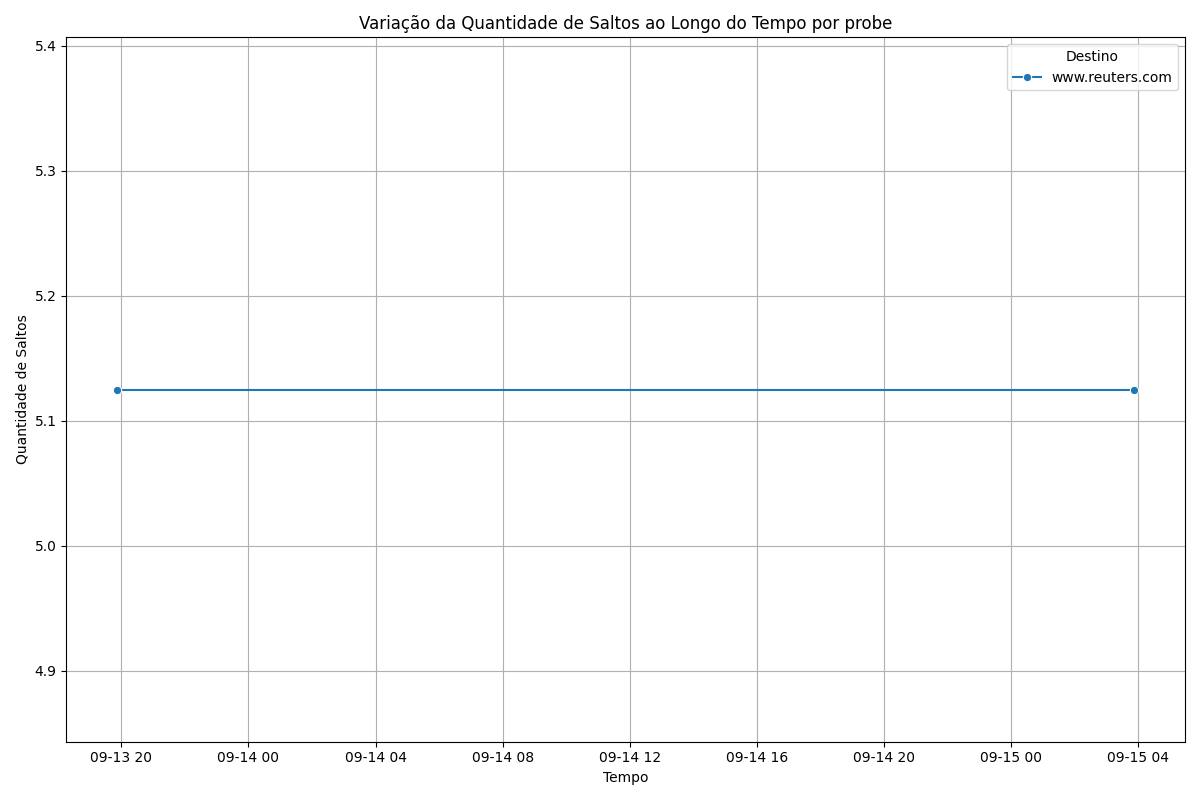 Variação da Quantidade de Saltos ao Longo do Tempo por probe
Destino
www.reuters.com
Quantidade de Saltos
5.4
5.3
5.2
5.1
5.0
4.9
09-13 20 09-14 00 09-14 04 09-14 08 09-14 12 09-14 16 09-14 20 09-15 00 09-15 04
Tempo